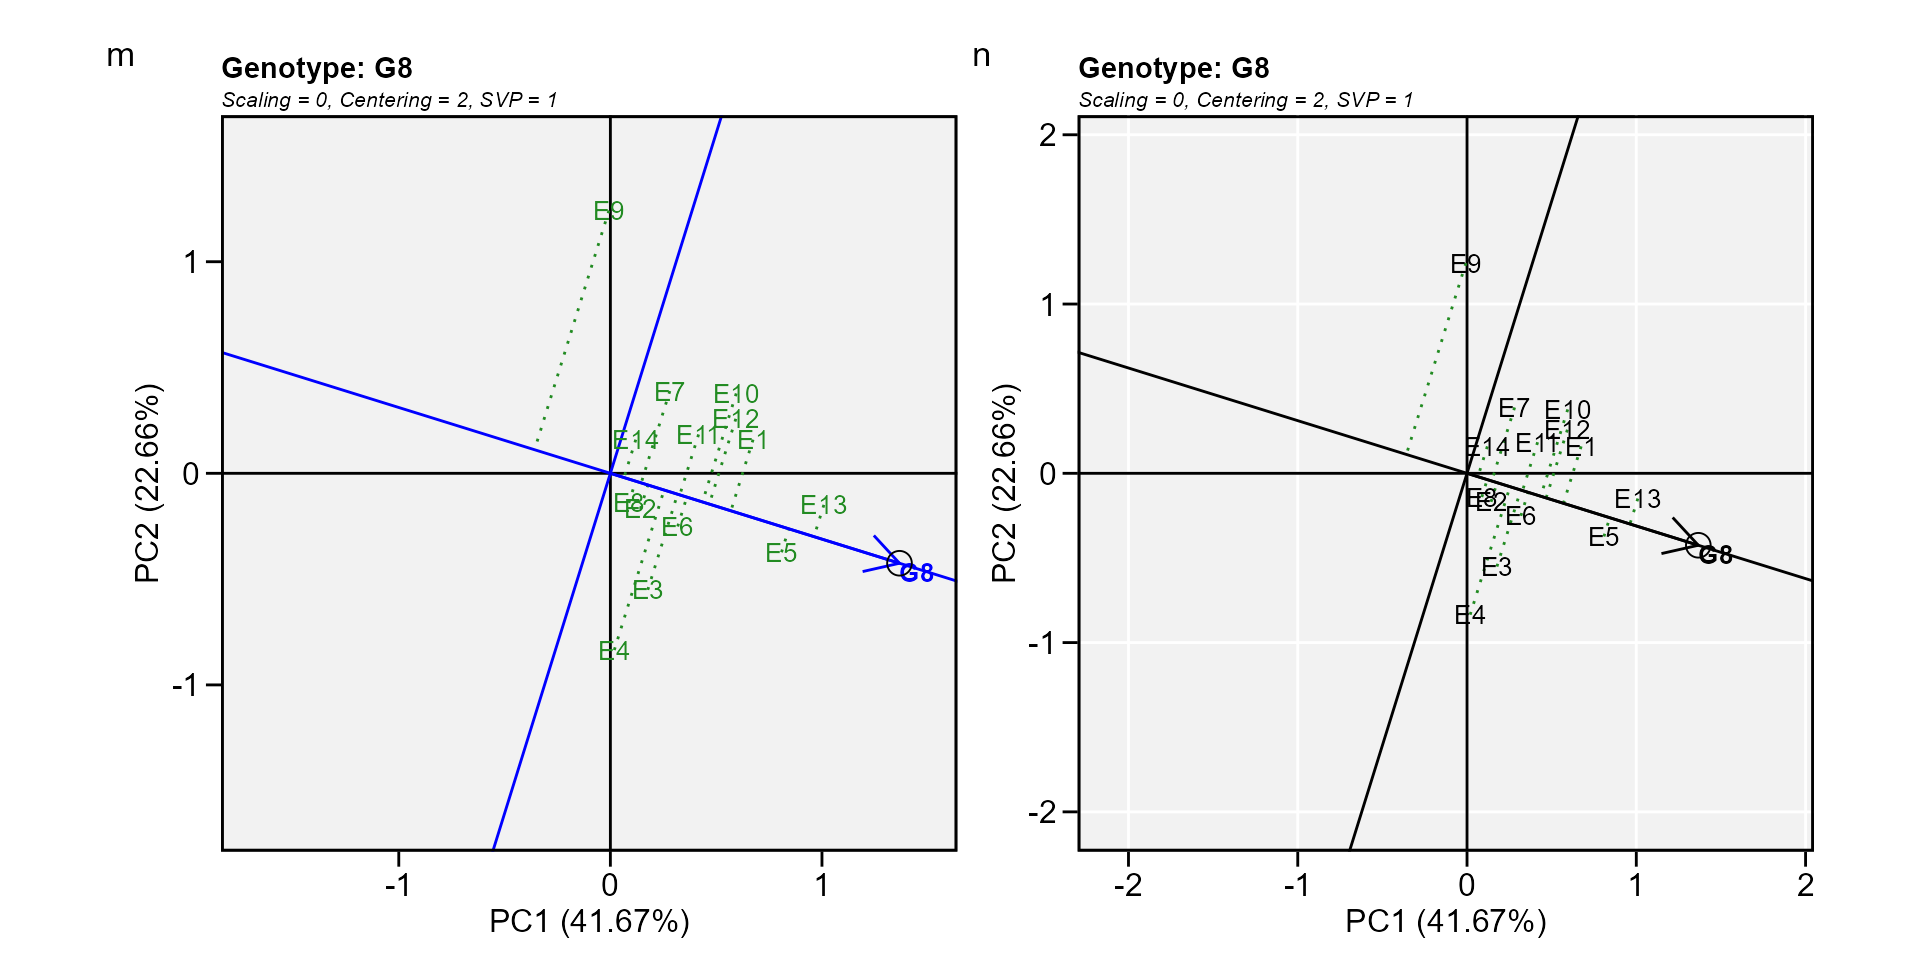 m
Genotype: G8
Scaling = 0, Centering = 2, SVP = 1
E9
E7
E10
E12
E14
E11
E1
E8
E2
E6
E13
E5
G8
E3
E4
1
0
-1
-1
0
1
PC2 (22.66%)
PC1 (41.67%)
n
Genotype: G8
Scaling = 0, Centering = 2, SVP = 1
E9
E7
E10
E12
E14
E11
E1
E8
E2
E6
E13
E5
G8
E3
E4
2
1
0
-1
-2
-2
-1
0
1
2
PC2 (22.66%)
PC1 (41.67%)